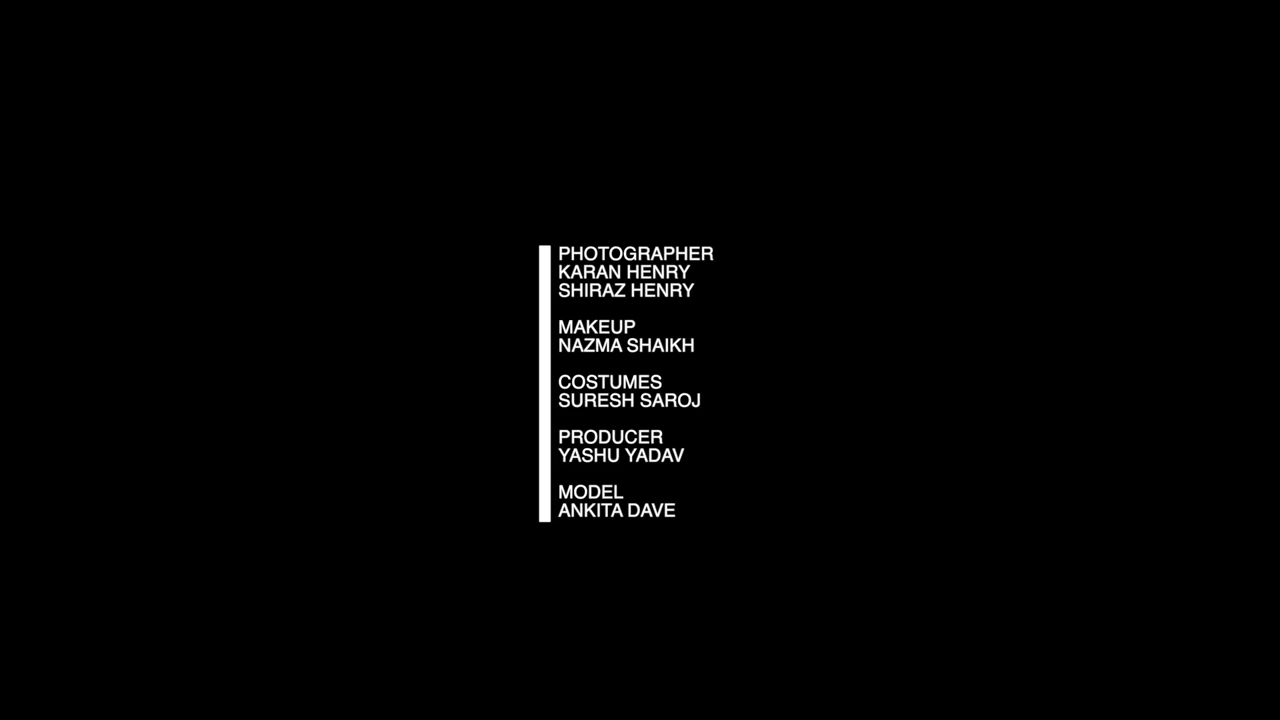 PHOTOGRAPHER
KARAN HENRY
SHIRAZ HENRY
MAKEUP
NAZMA SHAIKH
COSTUMES
SURESH SAROJ
PRODUCER
YASHU YADAV
MODEL
ANKITA DAVE